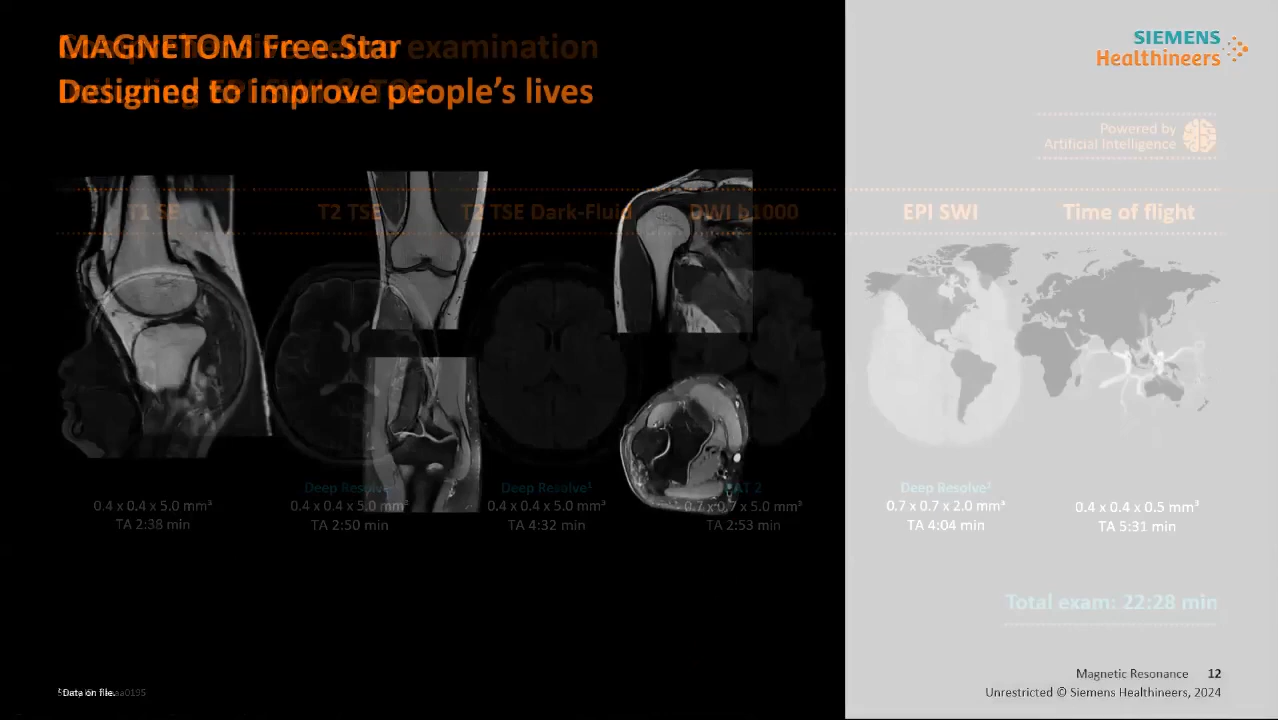 MAGNETOM Free.Star
examination
Designed to improve people's lives
SIEMENS
Healthineers
Powered by
Artificial Intelligence
T1 SE
T2 TSE
T2 TSE Dark-Fluid
DWI b1000
EPI SWI
Time of flight
Deep Resolve¹
Deep Resolve¹
PAT 2
Deep Resolve¹
0.4 x 0.4 x 5.0 mm³
0.4 x 0.4 x 5.0 mm³
0.4 x 0.4 x 5.0 mm³
0.7 x 0.7 x 5.0 mm³
0.7 x 0.7 x 2.0 mm³
0.4 x 0.4 x 0.5 mm³
TA 2:38 min
TA 2:50 min
TA 4:32 min
TA 2:53 min
TA 4:04 min
TA 5:31 min
Total exam: 22:28 min
¹Data on file.
Magnetic Resonance 12
Unrestricted © Siemens Healthineers, 2024